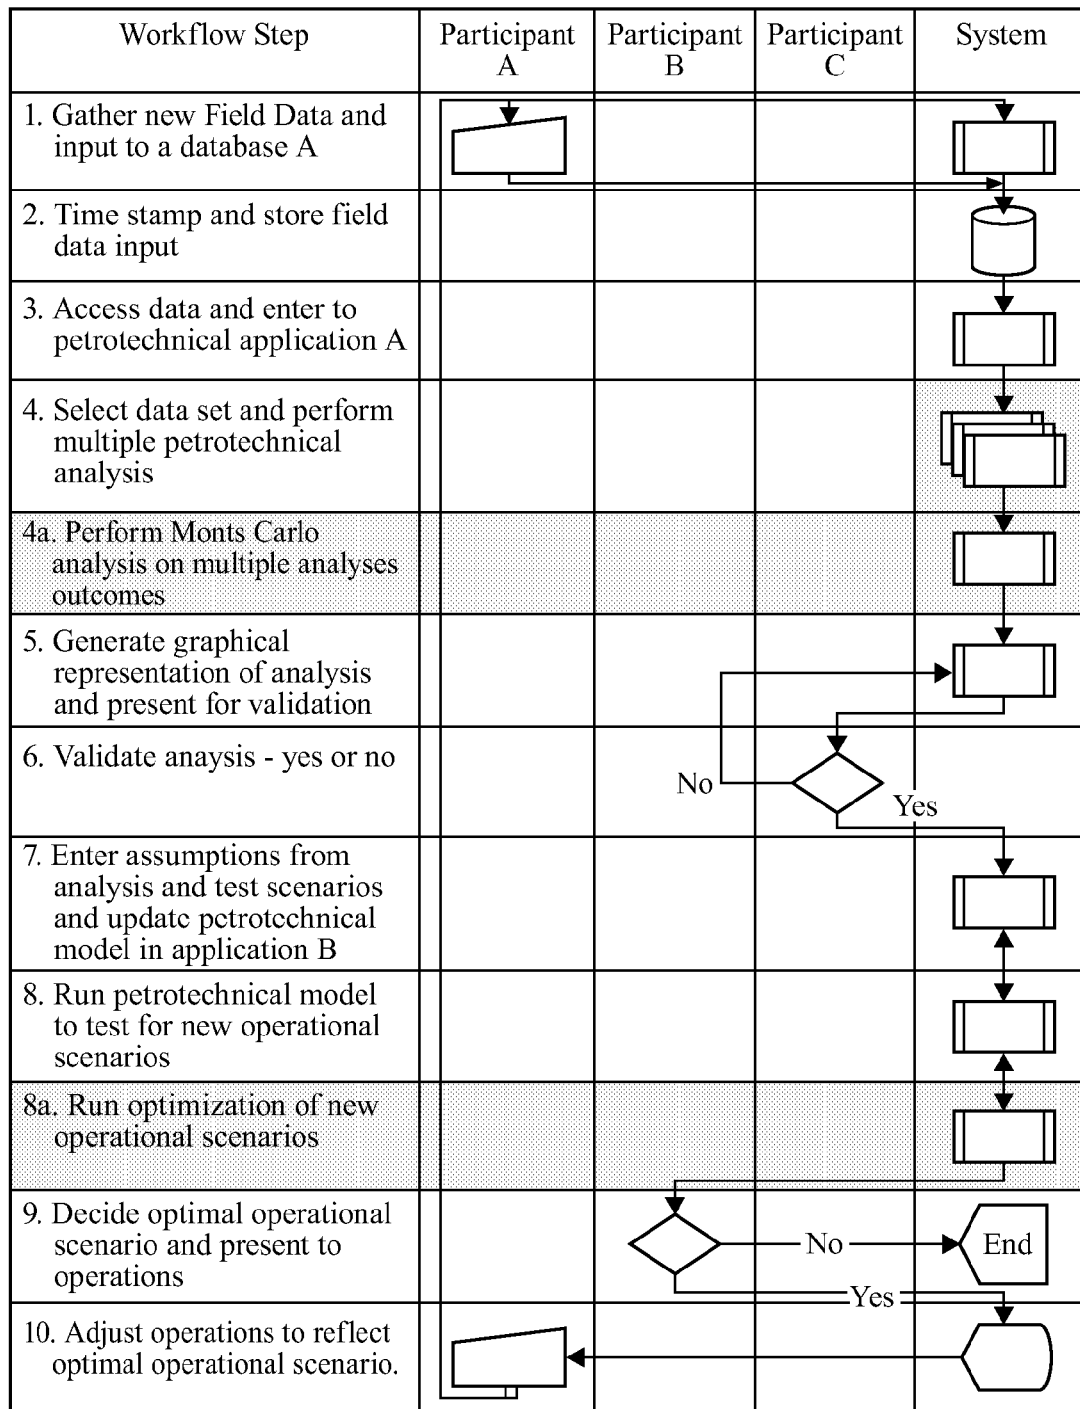 Workflow Step
Participant
A
Participant
B
Participant
C
System
1. Gather new Field Data and
input to a database A
2. Time stamp and store field
data input
3. Access data and enter to
petrotechnical application A
4. Select data set and perform
multiple petrotechnical
analysis
4a. Perform Monts Carlo
analysis on multiple analyses
outcomes
5. Generate graphical
representation of analysis
and present for validation
6. Validate anaysis - yes or no
No
Yes
7. Enter assumptions from
analysis and test scenarios
and update petrotechnical
model in application B
8. Run petrotechnical model
to test for new operational
scenarios
8a. Run optimization of new
operational scenarios
9. Decide optimal operational
scenario and present to
operations
No
End
Yes
10. Adjust operations to reflect
optimal operational scenario.